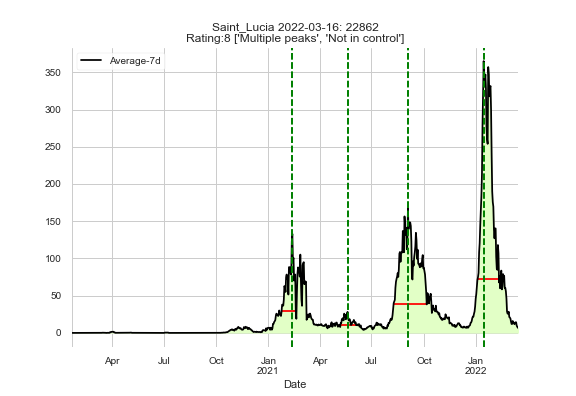 Saint_Lucia 2022-03-16: 22862
Rating:8 ['Multiple peaks', 'Not in control']
Average-7d
350
300
250
200
150
100
50
0
Apr Jul Oct Jan Apr Jul Oct Jan
2021 2022
Date